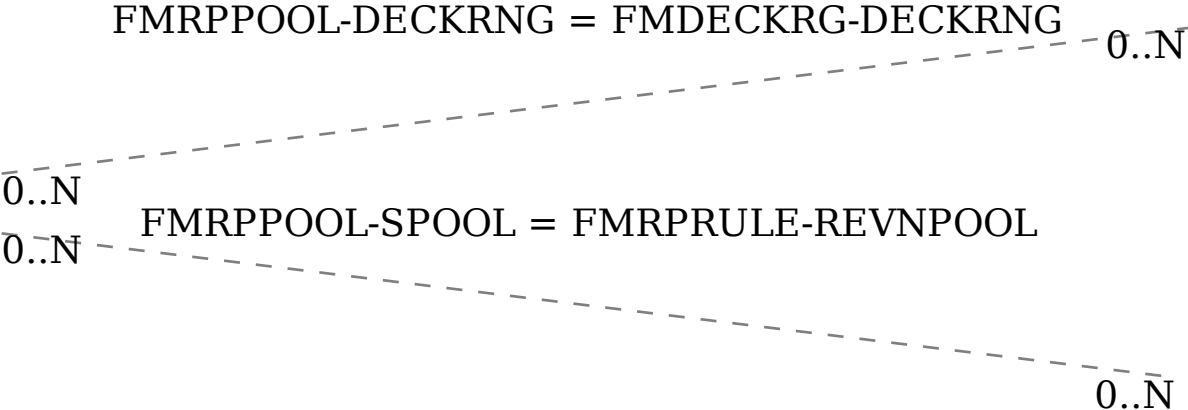 FMRPPOOL-DECKRNG = FMDECKRG-DECKRNG
0..N
0..N
FMRPPOOL-SPOOL = FMRPRULE-REVNPOOL
0..N
0..N